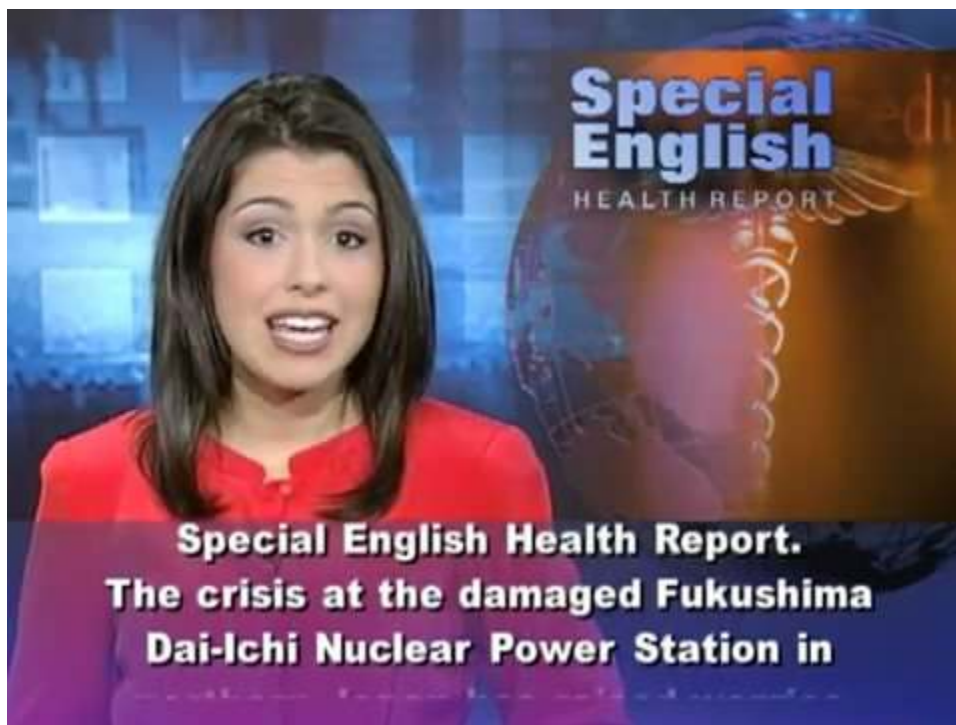 Special
English
HEALTH REPORT
edi
Special English Health Report.
The crisis at the damaged Fukushima
Dai-Ichi Nuclear Power Station in